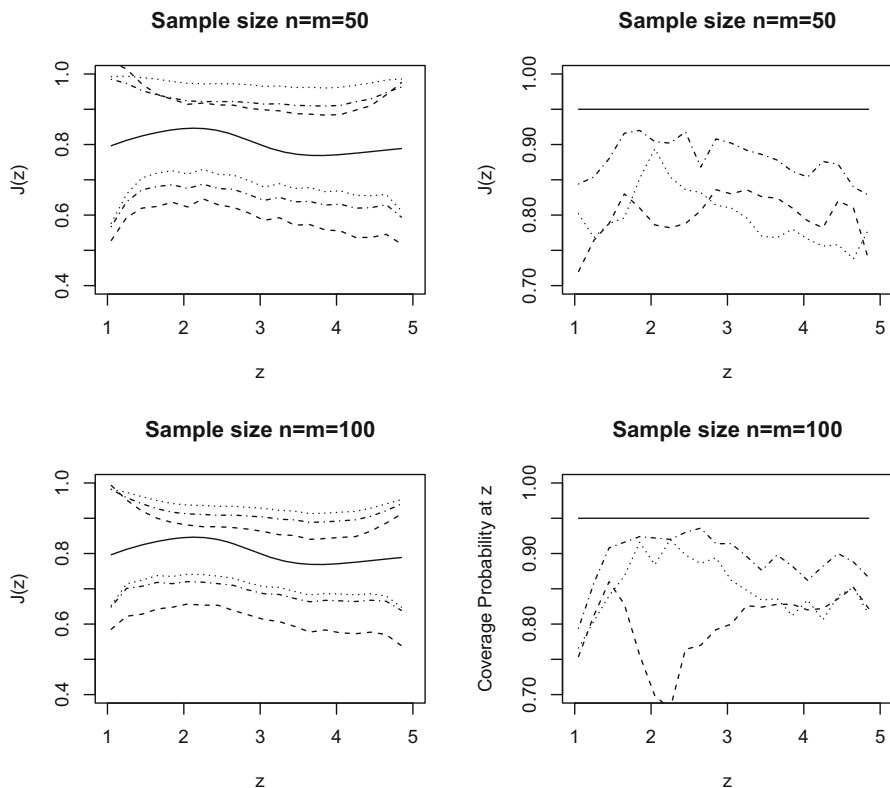 Sample size n=m=50
J(z)
1.0
0.8
0.6
0.4
1 2 3 4 5
z
Sample size n=m=50
J(z)
1.00
0.90
0.80
0.70
1 2 3 4 5
z
Sample size n=m=100
J(z)
1.0
0.8
0.6
0.4
1 2 3 4 5
z
Sample size n=m=100
Coverage Probability at z
1.00
0.90
0.80
0.70
1 2 3 4 5
z